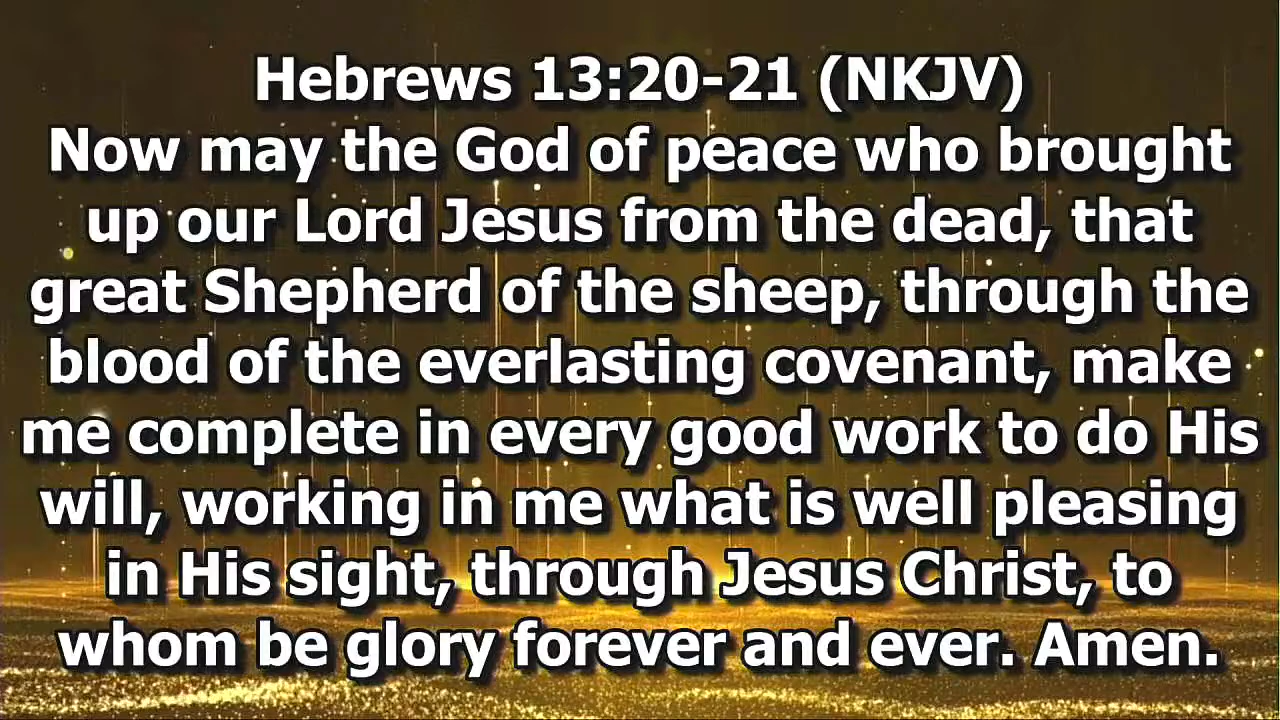 Hebrews 13:20-21 (NKJV)
Now may the God of peace who brought
up our Lord Jesus from the dead, that
great Shepherd of the sheep, through the
blood of the everlasting covenant, make
me complete in every good work to do His
will, working in me what is well pleasing
in His sight, through Jesus Christ, to
whom be glory forever and ever. Amen.